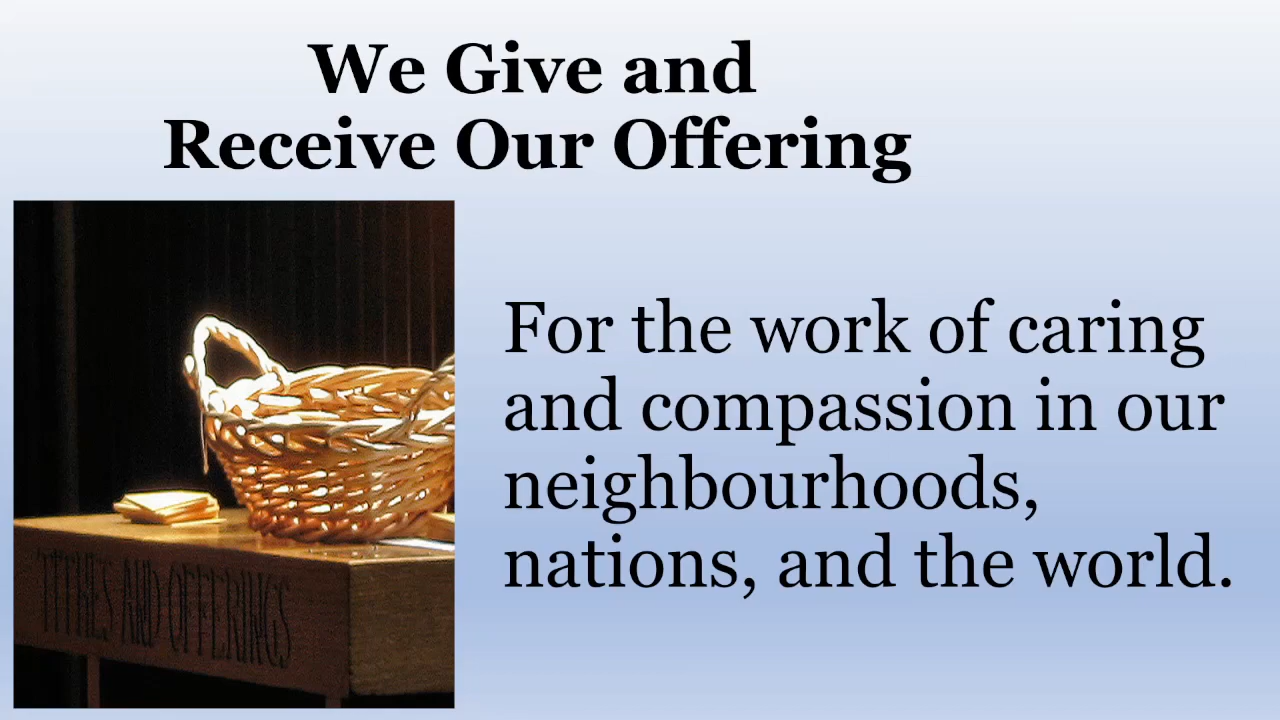 We Give and
Receive Our Offering
For the work of caring
and compassion in our
neighbourhoods,
nations, and the world.
TITHES AND OFFERINGS